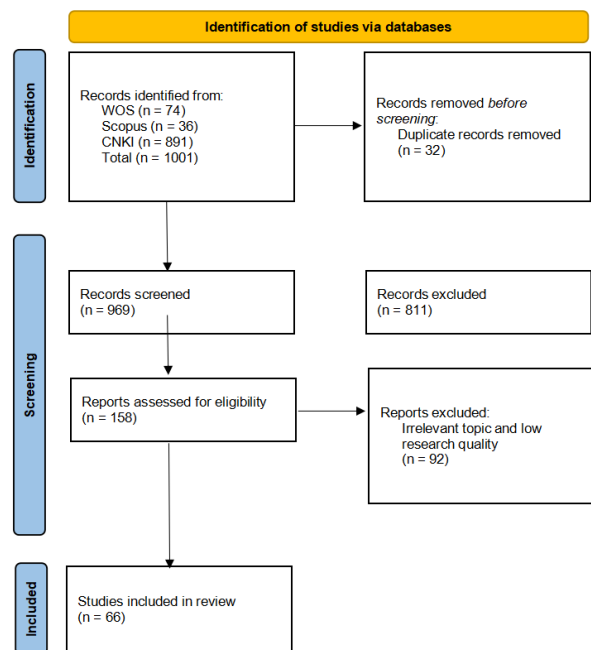 Identification of studies via databases
Identification
Records identified from:
WOS (n = 74)
Scopus (n = 36)
CNKI (n = 891)
Total (n = 1001)
Records removed before
screening:
Duplicate records removed
(n = 32)
Screening
Records screened
(n = 969)
Records excluded
(n = 811)
Reports assessed for eligibility
(n = 158)
Reports excluded:
Irrelevant topic and low
research quality
(n = 92)
Included
Studies included in review
(n = 66)